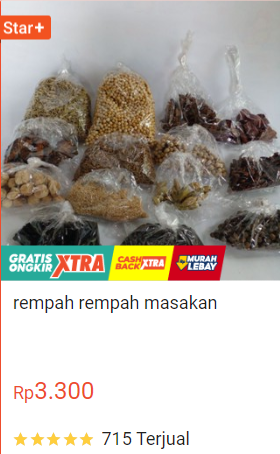 Star+
GRATIS
ONGKIR XTRA
CASH
BACK XTRA
MURAH
LEBAY
rempah rempah masakan
Rp3.300
715 Terjual